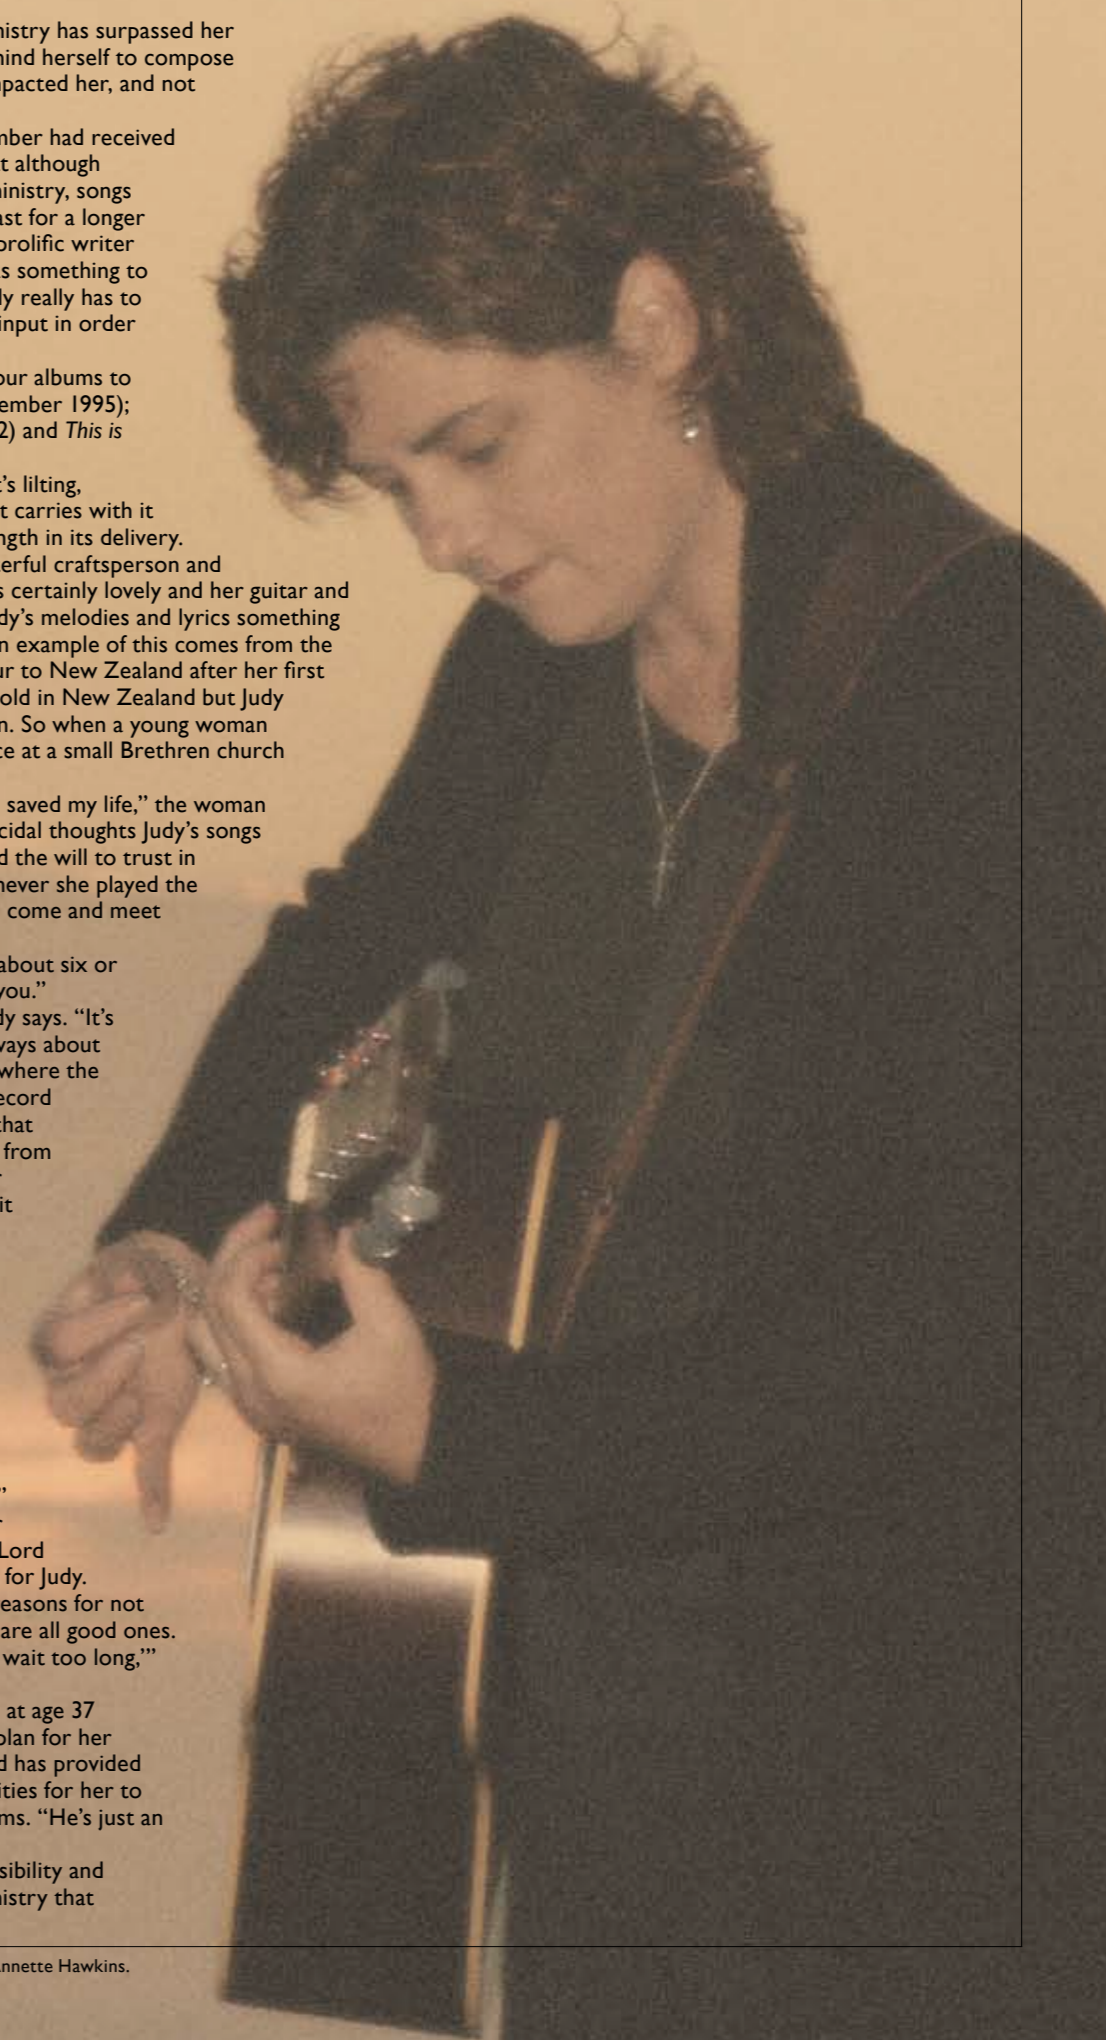 nistry has surpassed her
nind herself to compose
npacted her, and not
mber had received
t although
ninistry, songs
ast for a longer
prolific writer
s something to
ly really has to
input in order
our albums to
ember 1995);
2) and This is
t’s lilting,
t carries with it
ngth in its delivery.
erful craftsperson and
s certainly lovely and her guitar and
dy’s melodies and lyrics something
n example of this comes from the
ur to New Zealand after her first
old in New Zealand but Judy
n. So when a young woman
ce at a small Brethren church
saved my life,” the woman
cidal thoughts Judy’s songs
d the will to trust in
never she played the
come and meet
about six or
you.”
dy says. “It’s
ways about
where the
ecord
that
from
it
”
Lord
for Judy.
easons for not
are all good ones.
wait too long,’”
at age 37
plan for her
d has provided
ities for her to
ms. “He’s just an
sibility and
nistry that
nnette Hawkins.